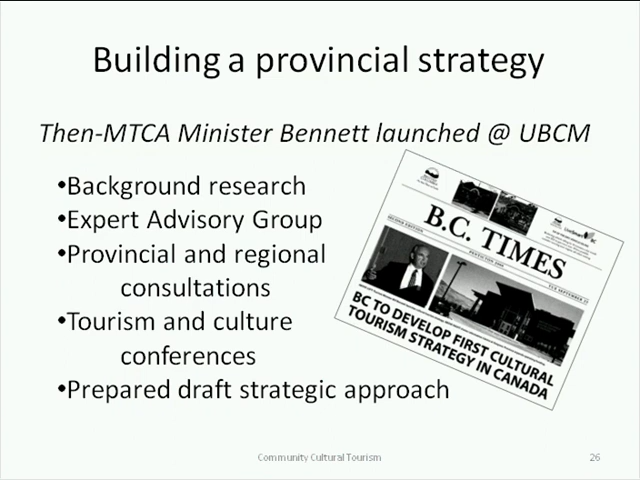 Building a provincial strategy
Then-MTCA Minister Bennett launched @ UBCM
•Background research
•Expert Advisory Group
•Provincial and regional
consultations
•Tourism and culture
conferences
•Prepared draft strategic approach
B.C. TIMES
SECOND EDITION
BC TO DEVELOP FIRST CULTURAL
TOURISM STRATEGY IN CANADA
Community Cultural Tourism
26